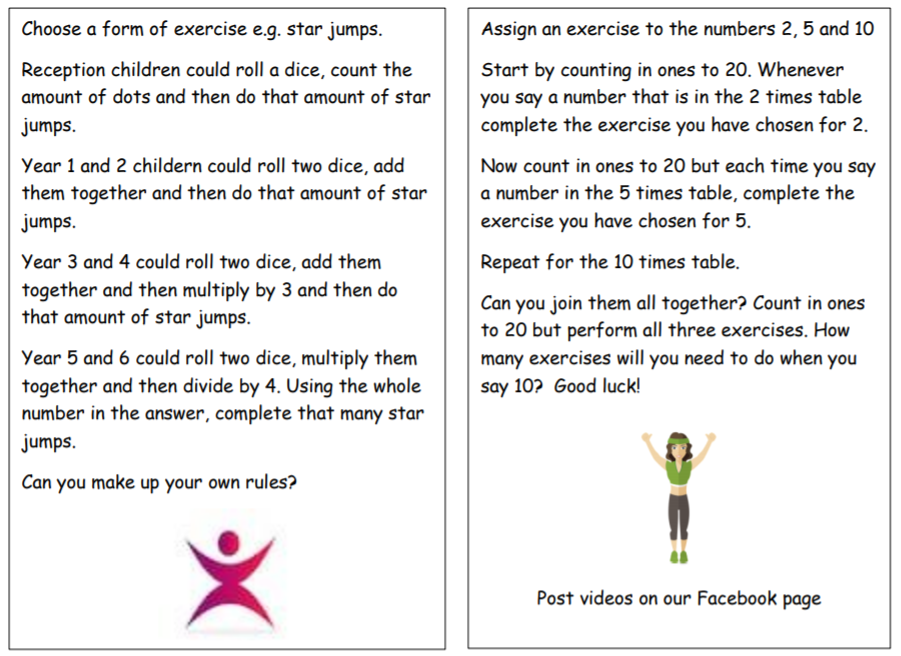 Choose a form of exercise e.g. star jumps.
Reception children could roll a dice, count the
amount of dots and then do that amount of star
jumps.
Year 1 and 2 childern could roll two dice, add
them together and then do that amount of star
jumps.
Year 3 and 4 could roll two dice, add them
together and then multiply by 3 and then do
that amount of star jumps.
Year 5 and 6 could roll two dice, multiply them
together and then divide by 4. Using the whole
number in the answer, complete that many star
jumps.
Can you make up your own rules?
Assign an exercise to the numbers 2, 5 and 10
Start by counting in ones to 20. Whenever
you say a number that is in the 2 times table
complete the exercise you have chosen for 2.
Now count in ones to 20 but each time you say
a number in the 5 times table, complete the
exercise you have chosen for 5.
Repeat for the 10 times table.
Can you join them all together? Count in ones
to 20 but perform all three exercises. How
many exercises will you need to do when you
say 10?  Good luck!
Post videos on our Facebook page